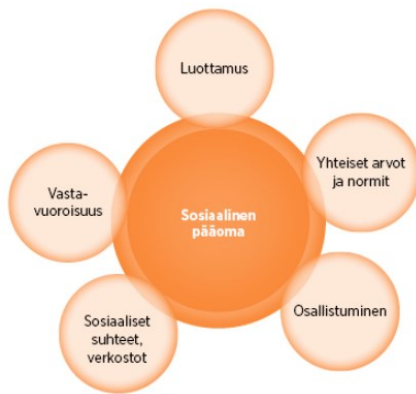 Luottamus
Yhteiset arvot
ja normit
Vasta-
vuoroisuus
Sosiaalinen
pääoma
Osallistuminen
Sosiaaliset
suhteet,
verkostot